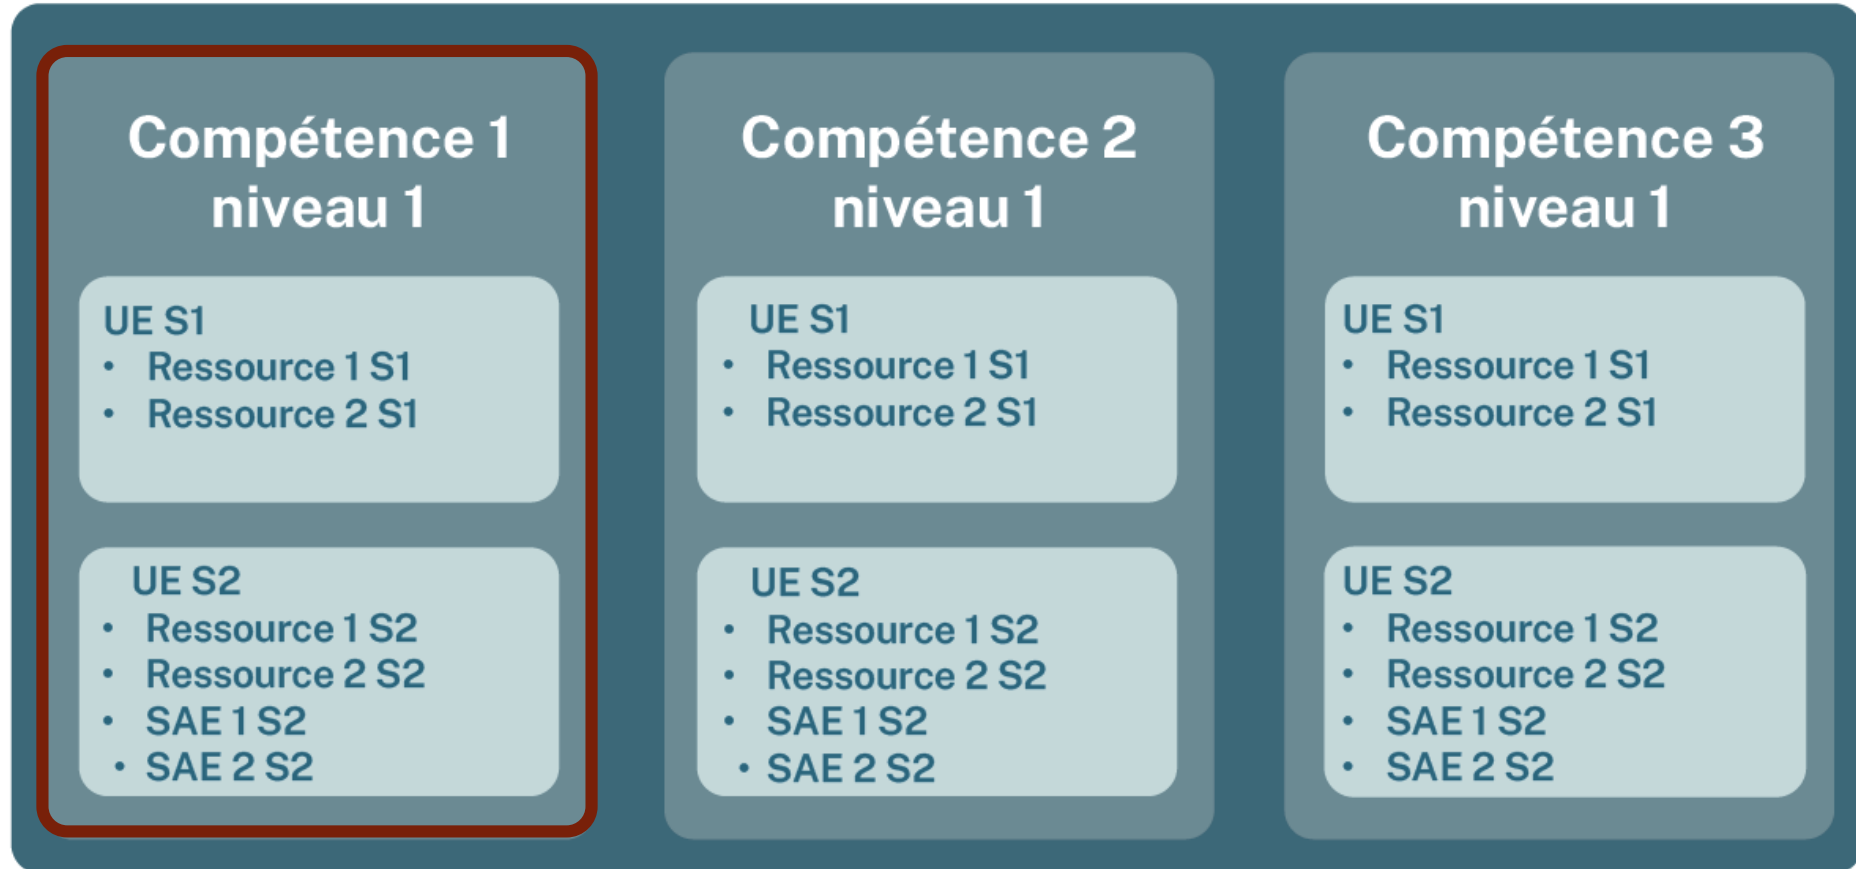 Compétence 1
niveau 1
UE S1
• Ressource 1 S1
• Ressource 2 S1
UE S2
• Ressource 1 S2
• Ressource 2 S2
• SAE 1 S2
• SAE 2 S2
Compétence 2
niveau 1
UE S1
• Ressource 1 S1
• Ressource 2 S1
UE S2
• Ressource 1 S2
• Ressource 2 S2
• SAE 1 S2
• SAE 2 S2
Compétence 3
niveau 1
UE S1
• Ressource 1 S1
• Ressource 2 S1
UE S2
• Ressource 1 S2
• Ressource 2 S2
• SAE 1 S2
• SAE 2 S2